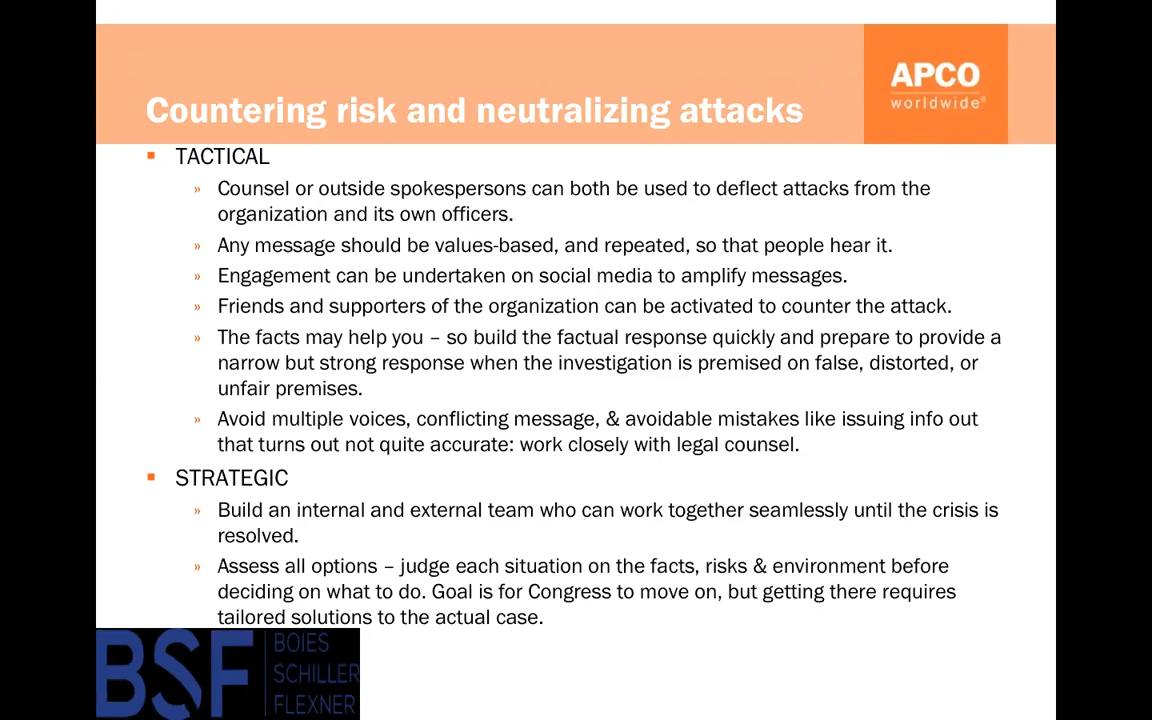 APCO
worldwide®
Countering risk and neutralizing attacks
TACTICAL
» Counsel or outside spokespersons can both be used to deflect attacks from the
organization and its own officers.
» Any message should be values-based, and repeated, so that people hear it.
» Engagement can be undertaken on social media to amplify messages.
» Friends and supporters of the organization can be activated to counter the attack.
» The facts may help you – so build the factual response quickly and prepare to provide a
narrow but strong response when the investigation is premised on false, distorted, or
unfair premises.
» Avoid multiple voices, conflicting message, & avoidable mistakes like issuing info out
that turns out not quite accurate: work closely with legal counsel.
STRATEGIC
» Build an internal and external team who can work together seamlessly until the crisis is
resolved.
» Assess all options – judge each situation on the facts, risks & environment before
deciding on what to do. Goal is for Congress to move on, but getting there requires
tailored solutions to the actual case.
BSF
BOIES
SCHILLER
FLEXNER